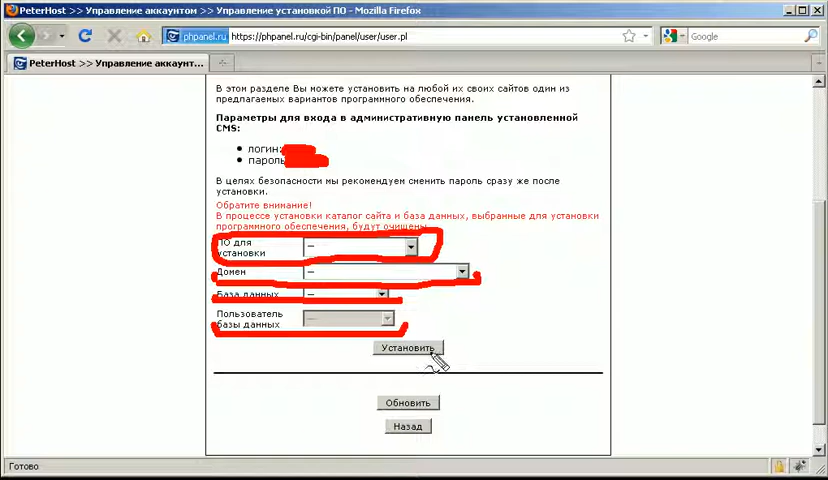 PeterHost >> Управление аккаунтом >> Управление установкой ПО - Mozilla Firefox
phpanel.ru
https://phpanel.ru/cgi-bin/panel/user/user.pl
Google
PeterHost >> Управление аккаунт...
В этом разделе Вы можете установить на любой их своих сайтов один из
предлагаемых вариантов программного обеспечения.
Параметры для входа в административную панель установленной
CMS:
логин:
пароль
В целях безопасности мы рекомендуем сменить пароль сразу же после
установки.
Обратите внимание!
В процессе установки каталог сайта и база данных, выбранные для установки
програмного обеспечения, будут очищены
ПО для
установки
---
Домен
---
База данных
---
Пользователь
базы данных
---
Установить
Обновить
Назад
Готово